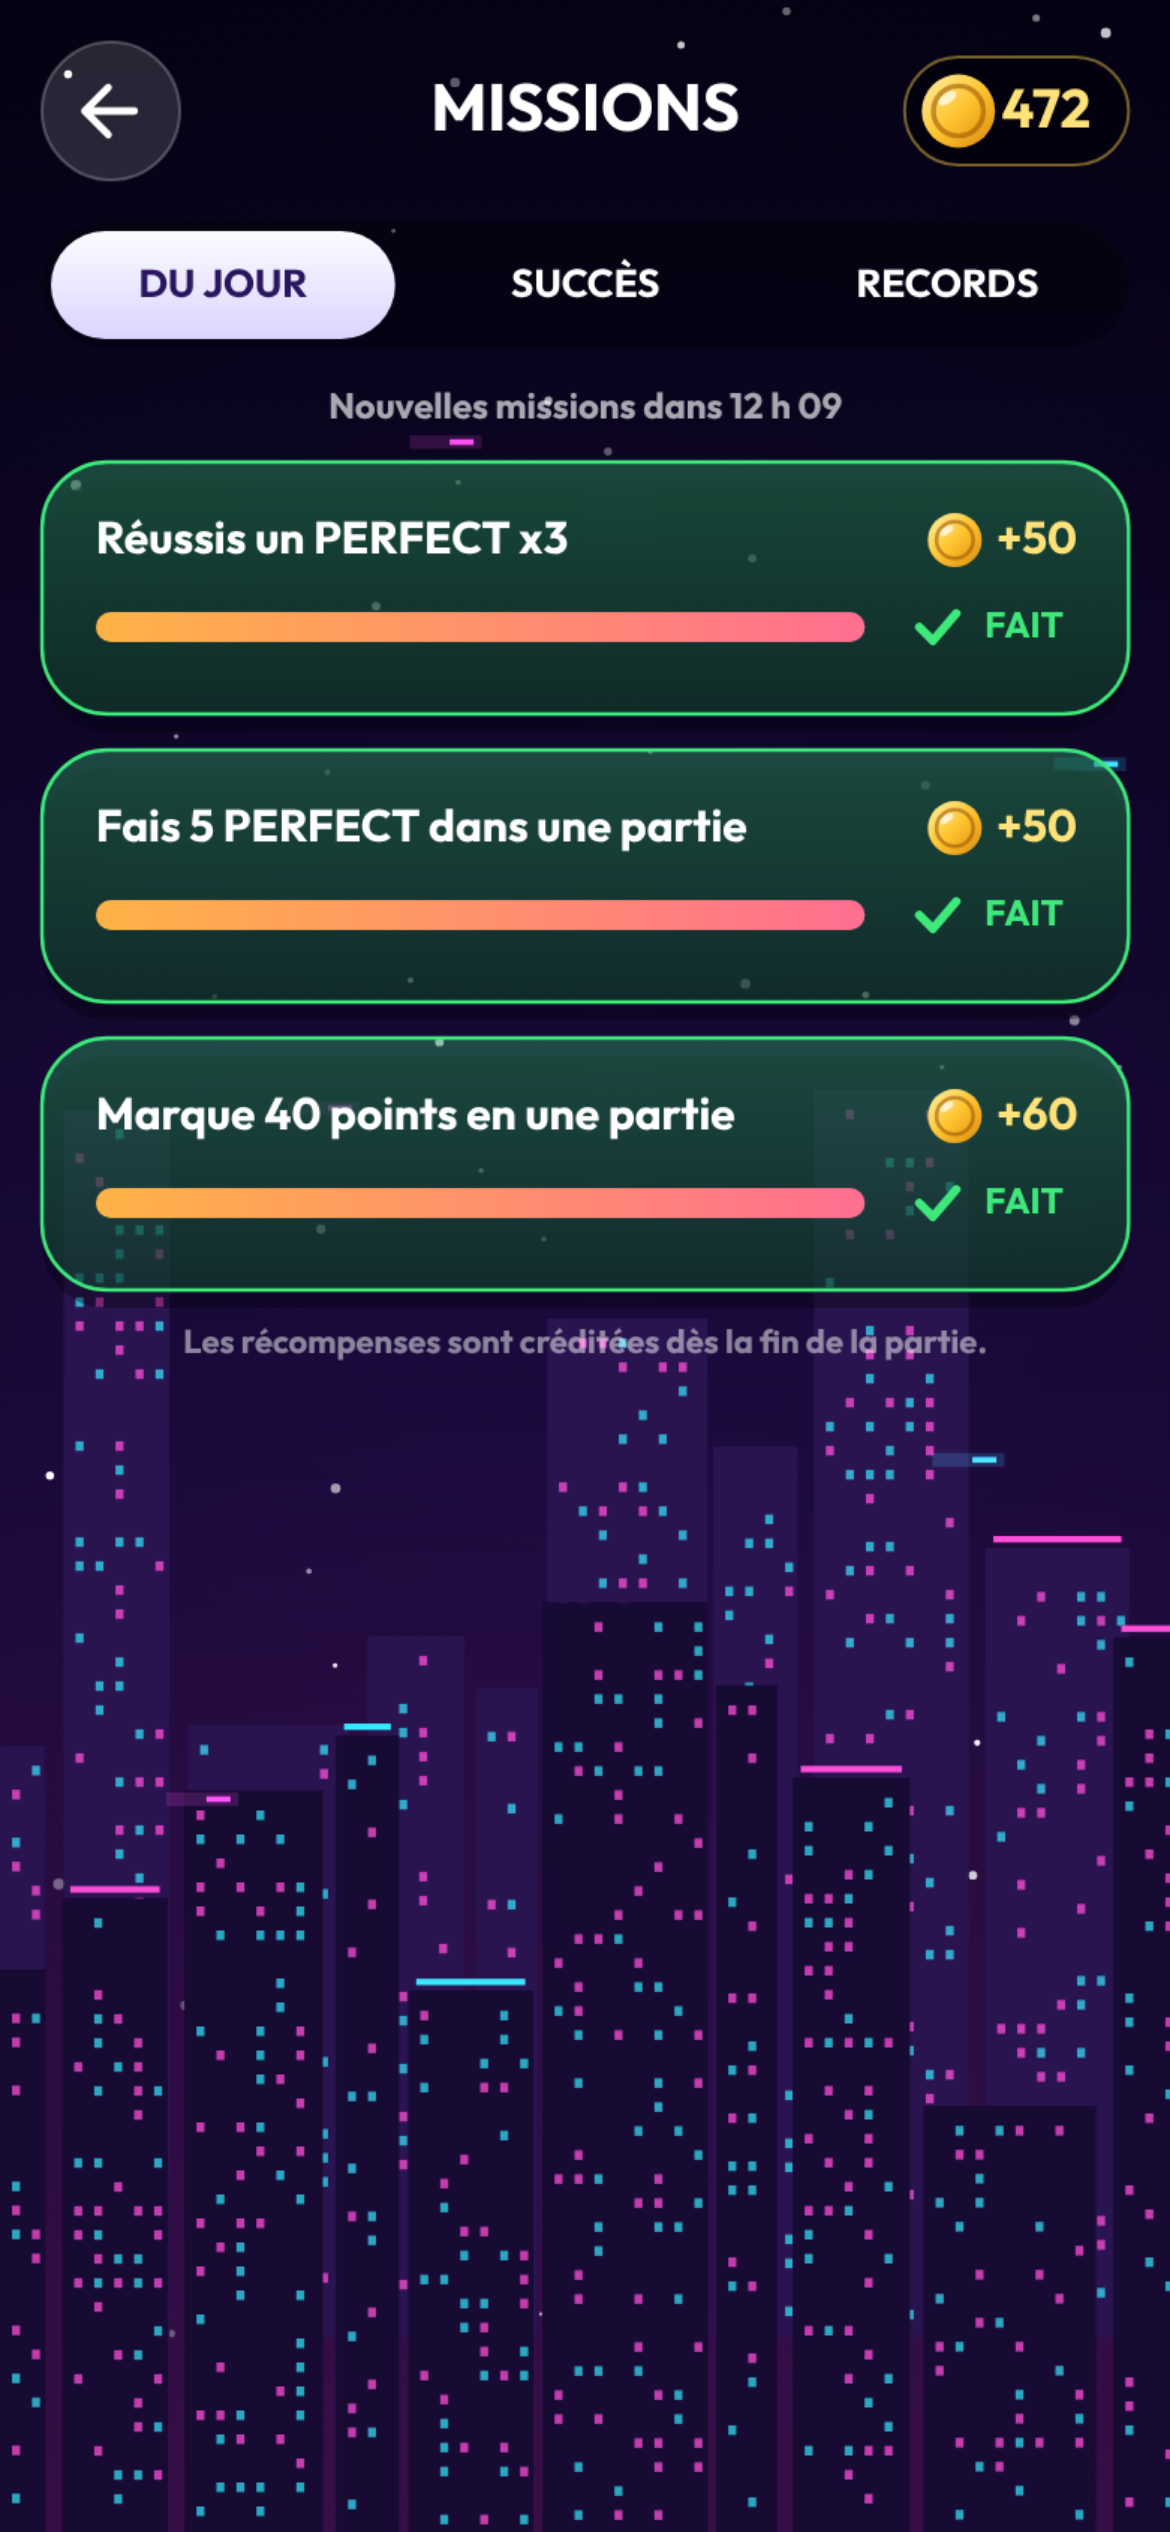 MISSIONS
472
DU JOUR
SUCCÈS
RECORDS
Nouvelles missions dans 12 h 09
Réussis un PERFECT x3
+50
FAIT
Fais 5 PERFECT dans une partie
+50
FAIT
Marque 40 points en une partie
+60
FAIT
Les récompenses sont créditées dès la fin de la partie.